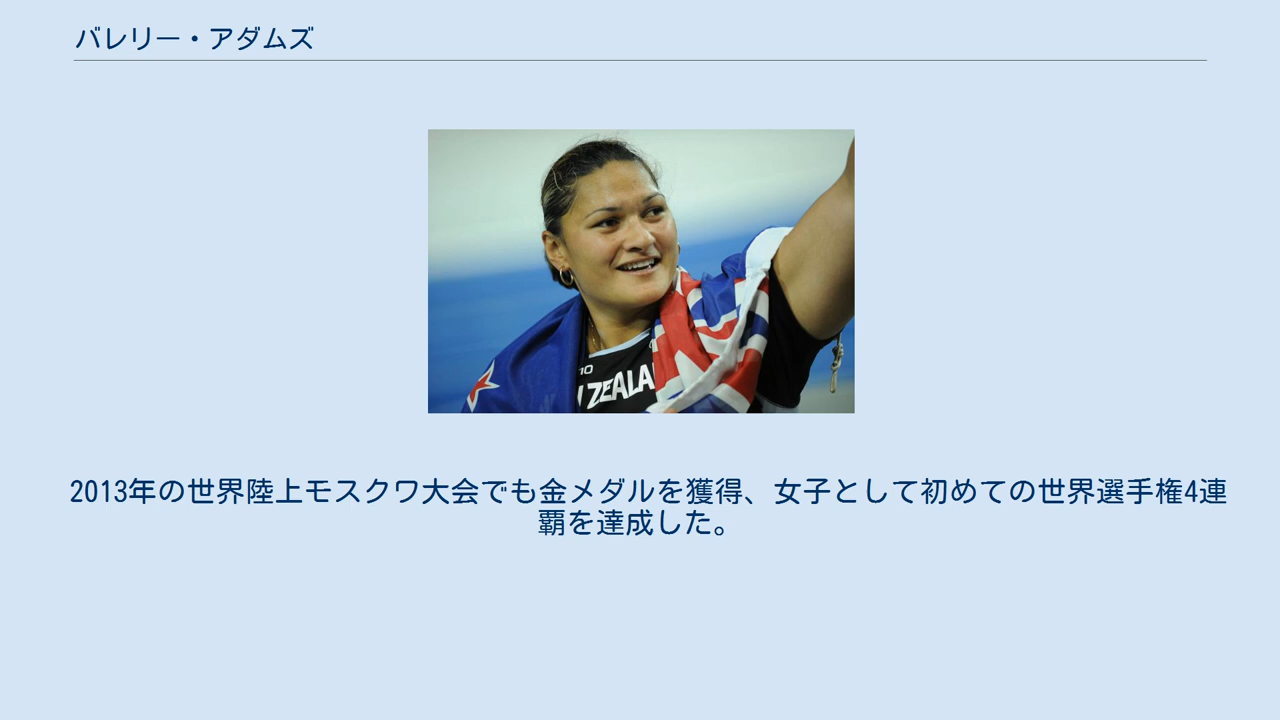 バレリー・アダムズ
10
ZEALA
2013年の世界陸上モスクワ大会でも金メダルを獲得、女子として初めての世界選手権4連
覇を達成した。